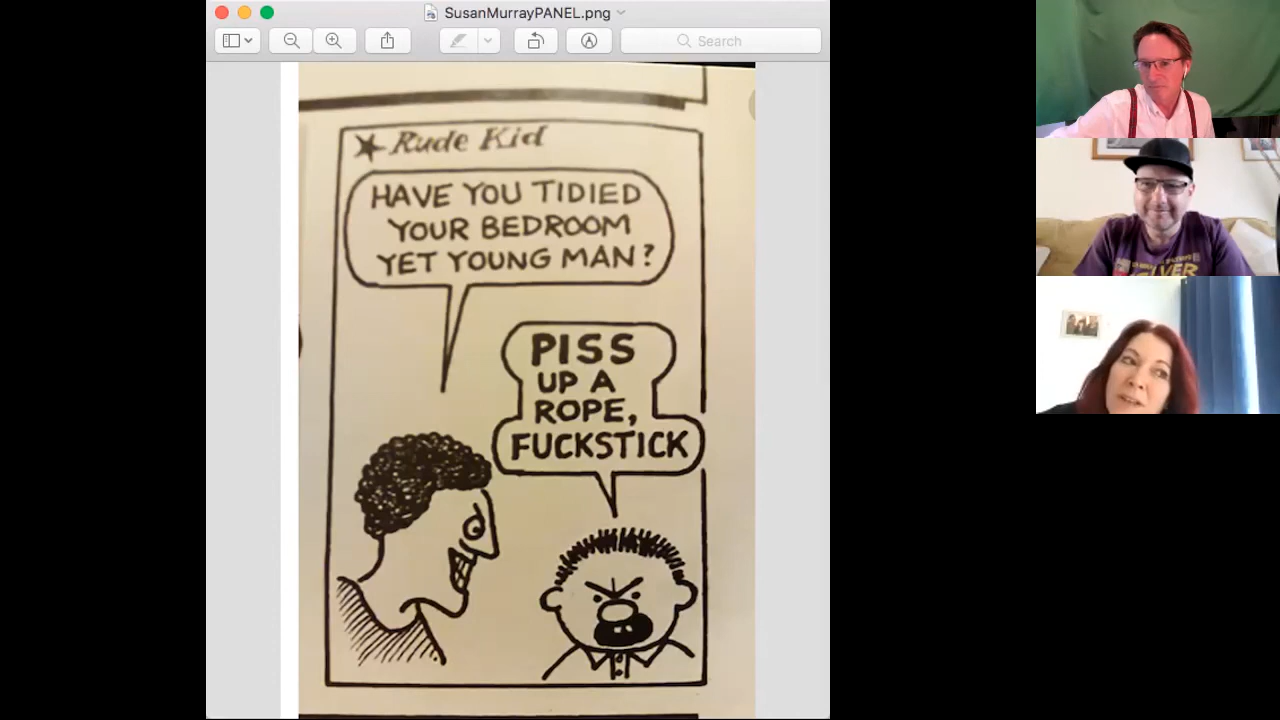 SusanMurrayPANEL.png
Search
Rude Kid
HAVE YOU TIDIED
YOUR BEDROOM
YET YOUNG MAN?
PISS
UP A
ROPE,
FUCKSTICK